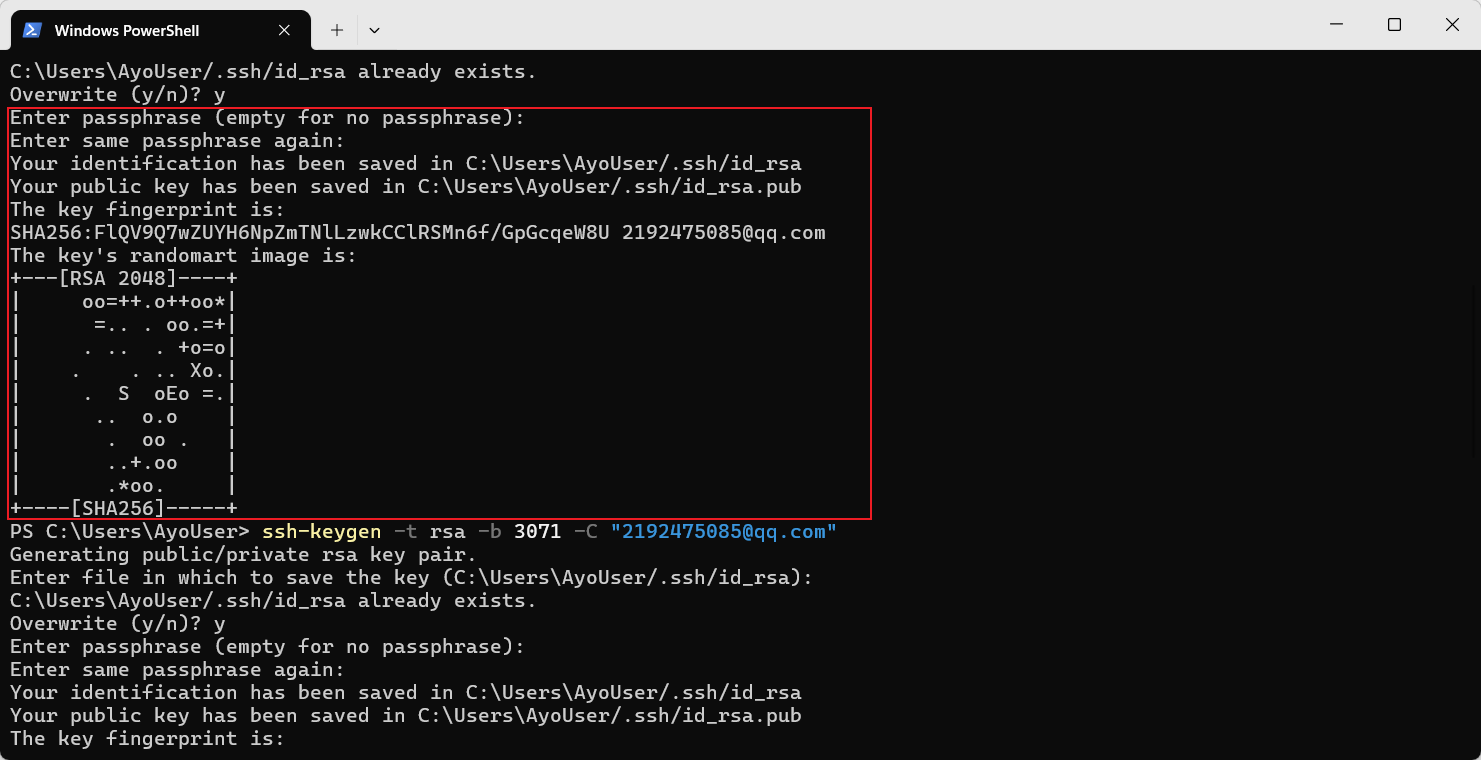 Windows PowerShell
C:\Users\AyoUser/.ssh/id_rsa already exists.
Overwrite (y/n)? y
Enter passphrase (empty for no passphrase):
Enter same passphrase again:
Your identification has been saved in C:\Users\AyoUser/.ssh/id_rsa
Your public key has been saved in C:\Users\AyoUser/.ssh/id_rsa.pub
The key fingerprint is:
SHA256:FlQV9Q7wZUYH6NpZmTNlLzwkCClRSMn6f/GpGcqeW8U 2192475085@qq.com
The key's randomart image is:
+---[RSA 2048]----+
|     oo=++.o++oo*|
|      =.. . oo.=+|
|     . ..  . +o=o|
|    .    . .. Xo.|
|     .  S  oEo =.|
|      ..  o.o    |
|       .  oo .   |
|       ..+.oo    |
|       .*oo.     |
+----[SHA256]-----+
PS C:\Users\AyoUser> ssh-keygen -t rsa -b 3071 -C "2192475085@qq.com"
Generating public/private rsa key pair.
Enter file in which to save the key (C:\Users\AyoUser/.ssh/id_rsa):
C:\Users\AyoUser/.ssh/id_rsa already exists.
Overwrite (y/n)? y
Enter passphrase (empty for no passphrase):
Enter same passphrase again:
Your identification has been saved in C:\Users\AyoUser/.ssh/id_rsa
Your public key has been saved in C:\Users\AyoUser/.ssh/id_rsa.pub
The key fingerprint is: